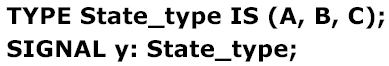 TYPE State_type IS (A, B, C);
SIGNAL y: State_type;